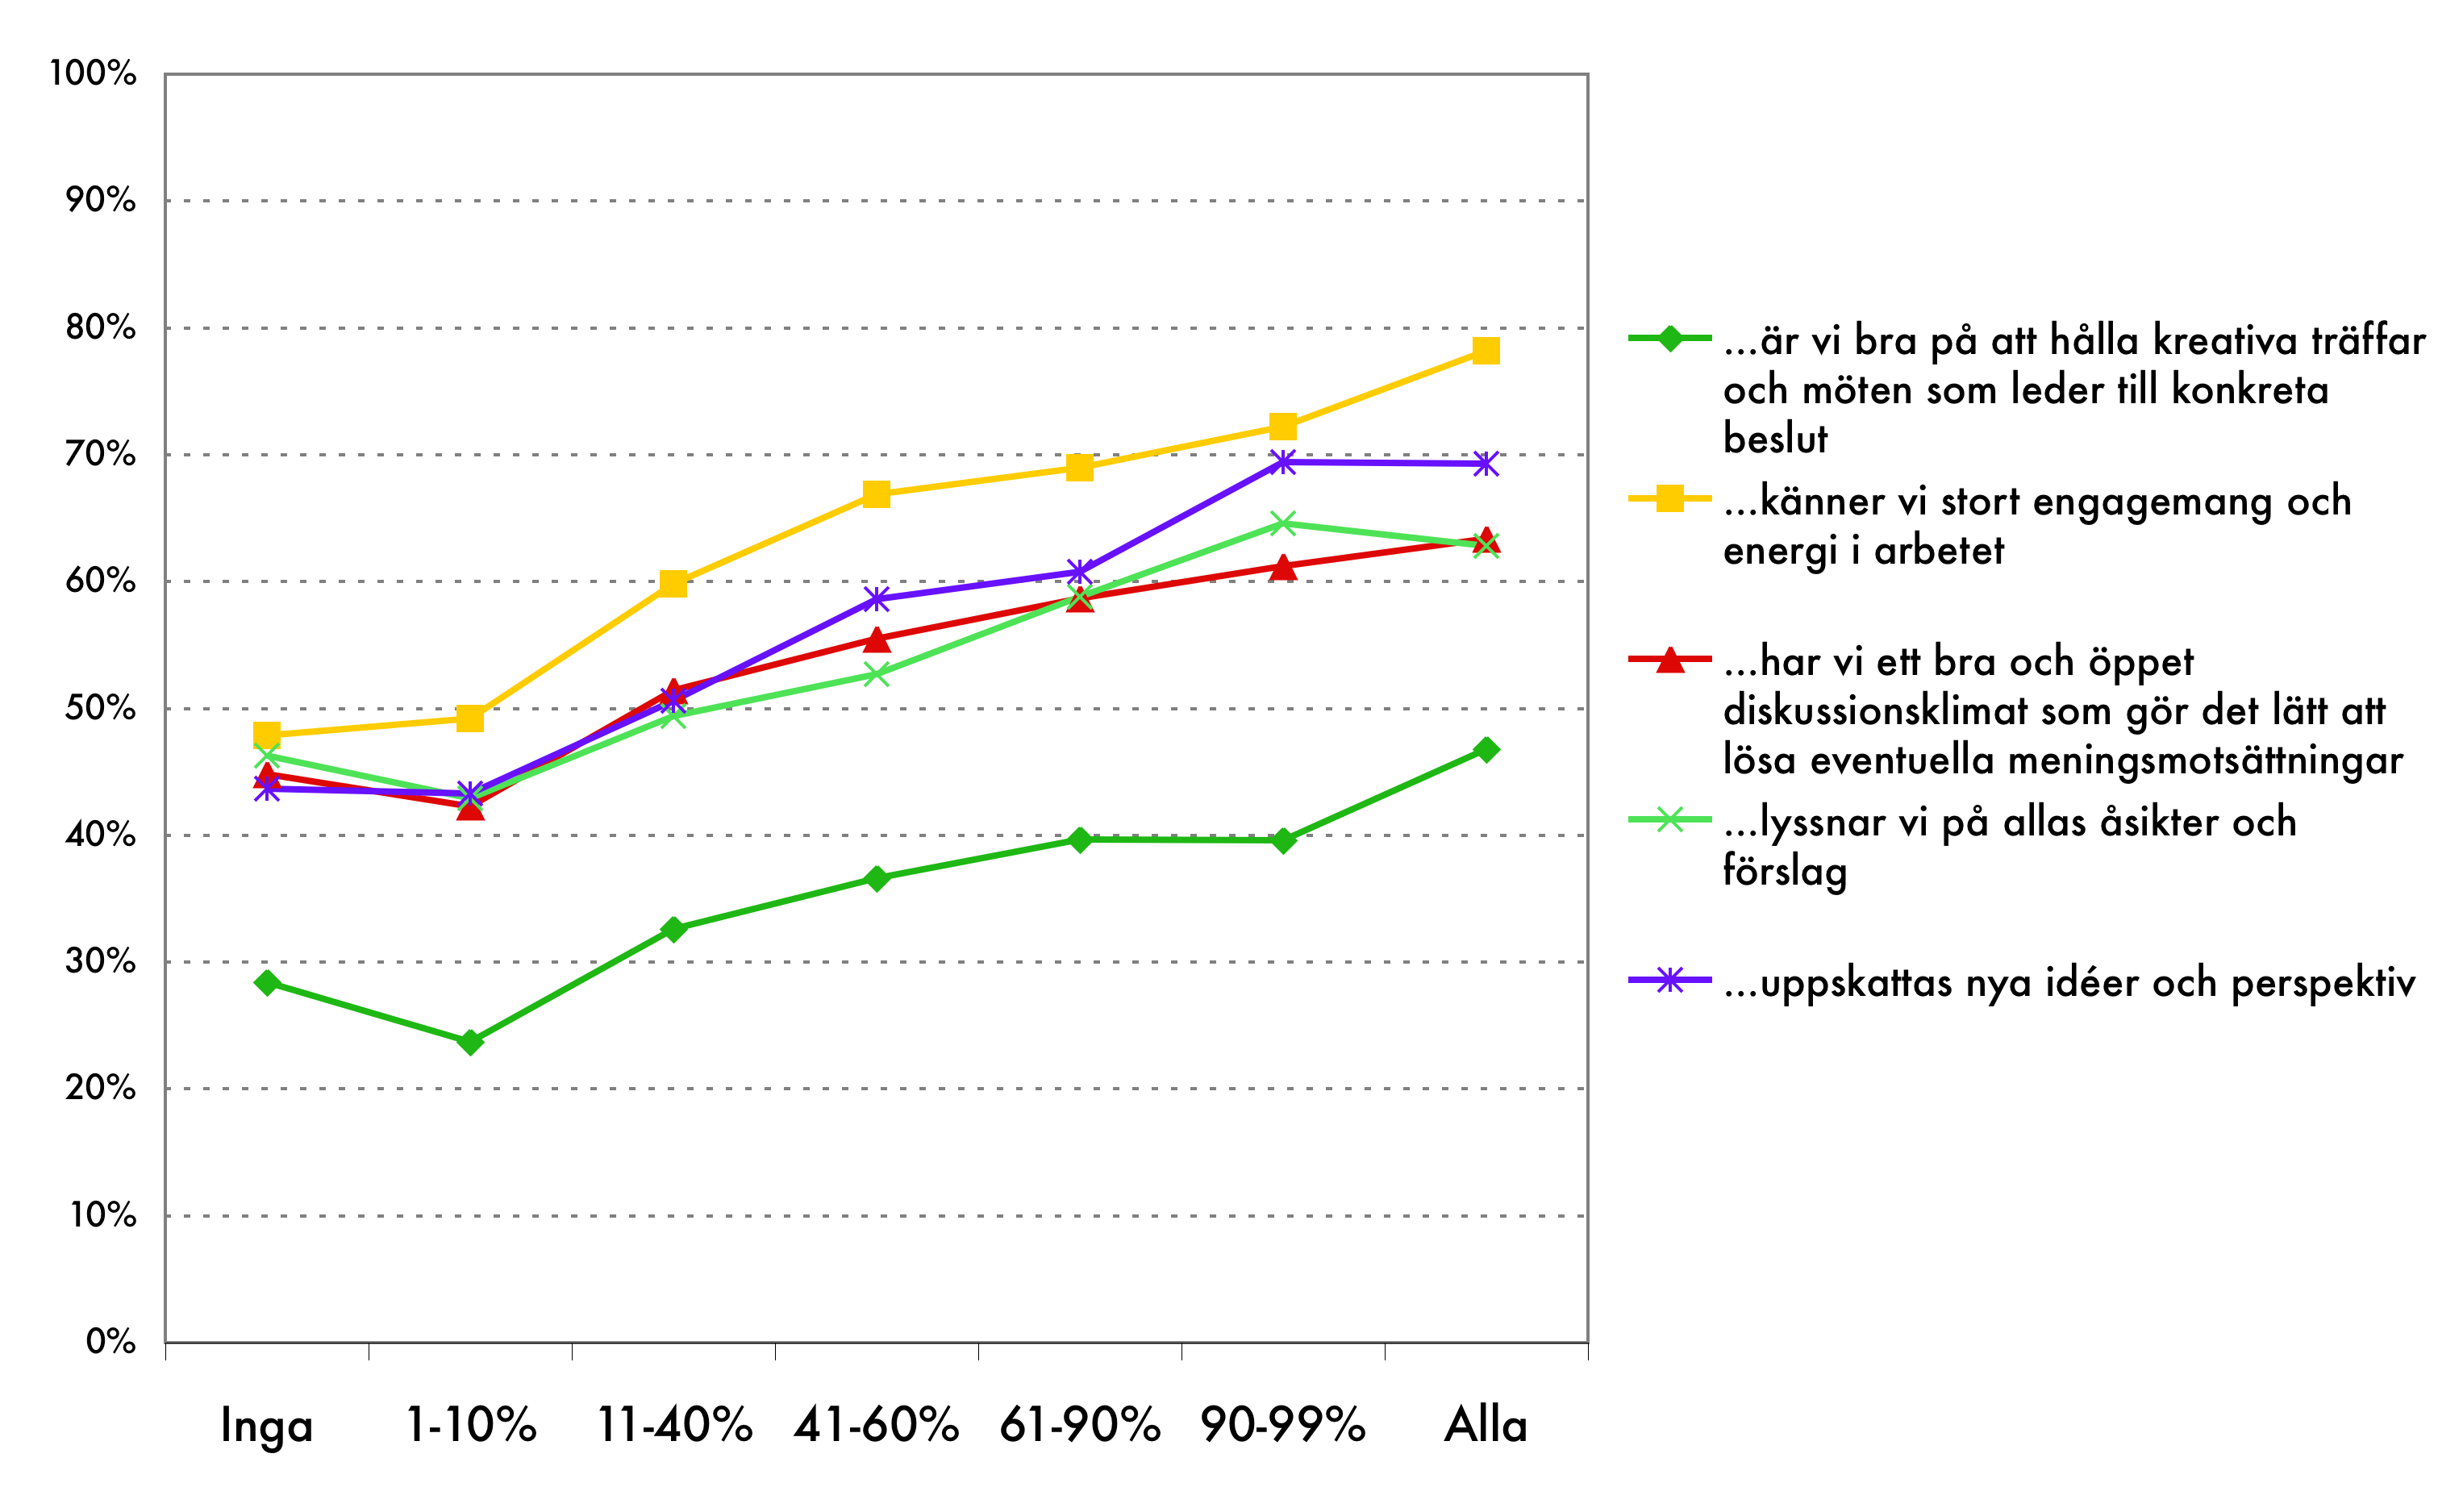 100%
90%
80%
70%
60%
50%
40%
30%
20%
10%
0%
Inga 1-10% 11-40% 41-60% 61-90% 90-99% Alla
...är vi bra på att hålla kreativa träffar
och möten som leder till konkreta
beslut
...känner vi stort engagemang och
energi i arbetet
...har vi ett bra och öppet
diskussionsklimat som gör det lätt att
lösa eventuella meningsmotsättningar
...lyssnar vi på allas åsikter och
förslag
...uppskattas nya idéer och perspektiv